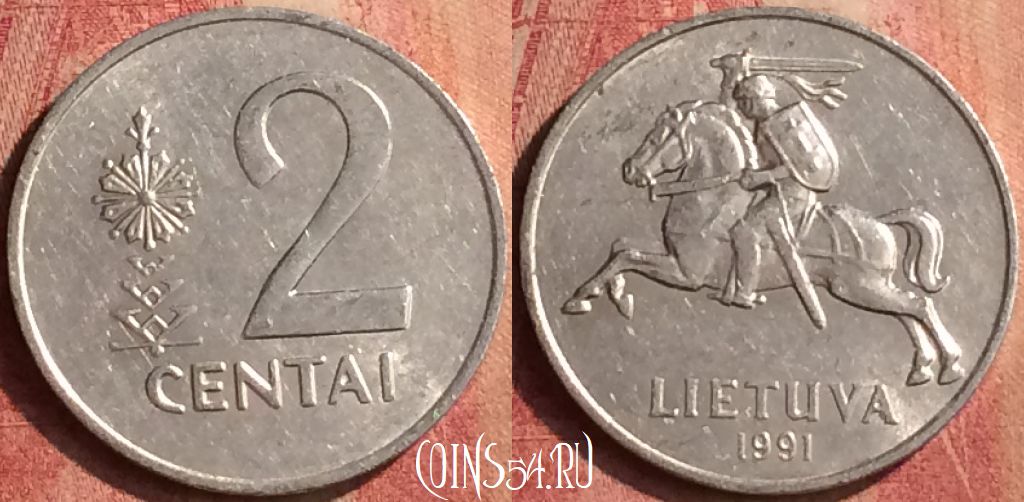 2
CENTAI
LIETUVA
1991
COINS54.RU